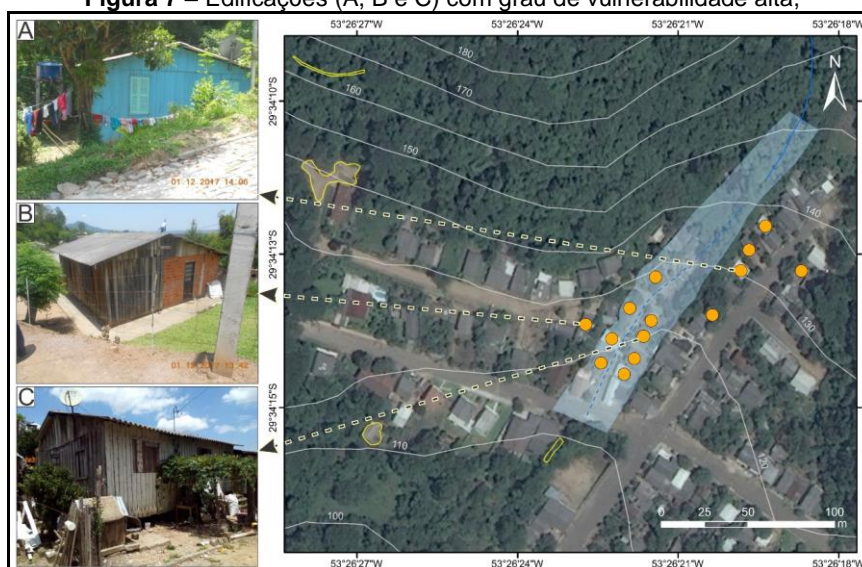 Figura 7 – Edificações (A, B e C) com grau de vulnerabilidade alta;
53°26'27"W 53°26'24"W 53°26'21"W 53°26'18"W
A
B
C
01.12.2017 14:06
29°34'10"S
29°34'13"S
29°34'15"S
180
170
160
150
140
130
120
110
100
N
0 25 50 100
m
53°26'27"W 53°26'24"W 53°26'21"W 53°26'18"W